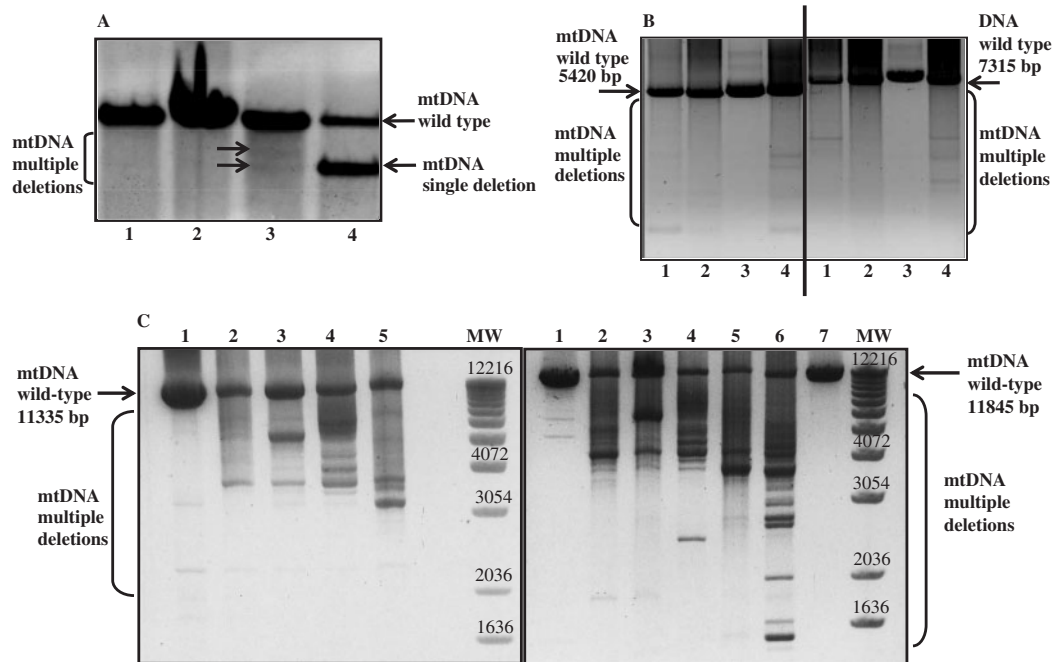 A
mtDNA
wild type
mtDNA
multiple
deletions
mtDNA
single deletion
1 2 3 4
B
mtDNA
wild type
5420 bp
DNA
wild type
7315 bp
mtDNA
multiple
deletions
mtDNA
multiple
deletions
1 2 3 4 1 2 3 4
C
1 2 3 4 5 MW
mtDNA
wild-type
11335 bp
mtDNA
multiple
deletions
12216
4072
3054
2036
1636
1 2 3 4 5 6 7 MW
12216
4072
3054
2036
1636
mtDNA
wild-type
11845 bp
mtDNA
multiple
deletions